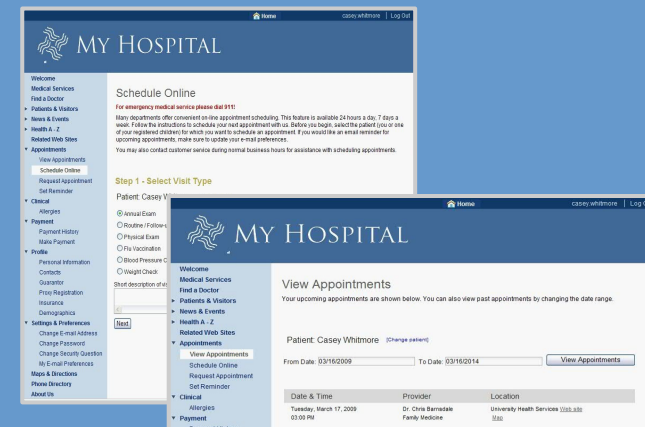 Home casey.whitmore | Log Out
MY HOSPITAL
Welcome
Medical Services
Find a Doctor
Patients & Visitors
News & Events
Health A - Z
Related Web Sites
Appointments
View Appointments
Schedule Online
Request Appointment
Set Reminder
Clinical
Allergies
Payment
Payment History
Make Payment
Profile
Personal Information
Contacts
Guarantor
Proxy Registration
Insurance
Demographics
Settings & Preferences
Change E-mail Address
Change Password
Change Security Question
My E-mail Preferences
Maps & Directions
Phone Directory
About Us
Schedule Online
For emergency medical service please dial 911!
Many departments offer convenient on-line appointment scheduling. This feature is available 24 hours a day, 7 days a
week. Follow the instructions to schedule your next appointment with us. Before you begin, select the patient (you or one
of your registered children) for which you want to schedule an appointment. If you would like an email reminder for
upcoming appointments, make sure to update your e-mail preferences.
You may also contact customer service during normal business hours for assistance with scheduling appointments.
Step 1 - Select Visit Type
Patient: Casey
Annual Exam
Routine / Follow-
Physical Exam
Flu Vaccination
Blood Pressure C
Weight Check
Short description of vis
Next
Home casey.whitmore | Log
MY HOSPITAL
Welcome
Medical Services
Find a Doctor
Patients & Visitors
News & Events
Health A - Z
Related Web Sites
Appointments
View Appointments
Schedule Online
Request Appointment
Set Reminder
Clinical
Allergies
Payment
View Appointments
Your upcoming appointments are shown below. You can also view past appointments by changing the date range.
Patient: Casey Whitmore [Change patient]
From Date: 03/16/2009 To Date: 03/16/2014 View Appointments
Date & Time Provider Location
Tuesday, March 17, 2009 Dr. Chris Barnsdale University Health Services Web site
03:00 PM Family Medicine Map